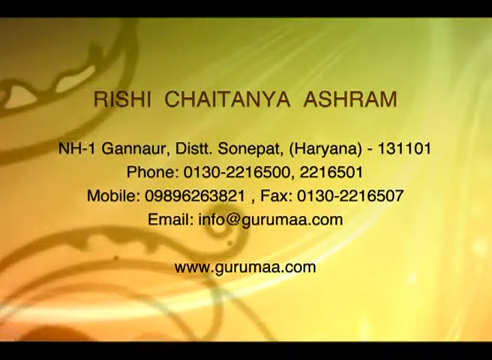 RISHI CHAITANYA ASHRAM
NH-1 Gannaur, Distt. Sonepat, (Haryana) - 131101
Phone: 0130-2216500, 2216501
Mobile: 09896263821 , Fax: 0130-2216507
Email: info@gurumaa.com
www.gurumaa.com